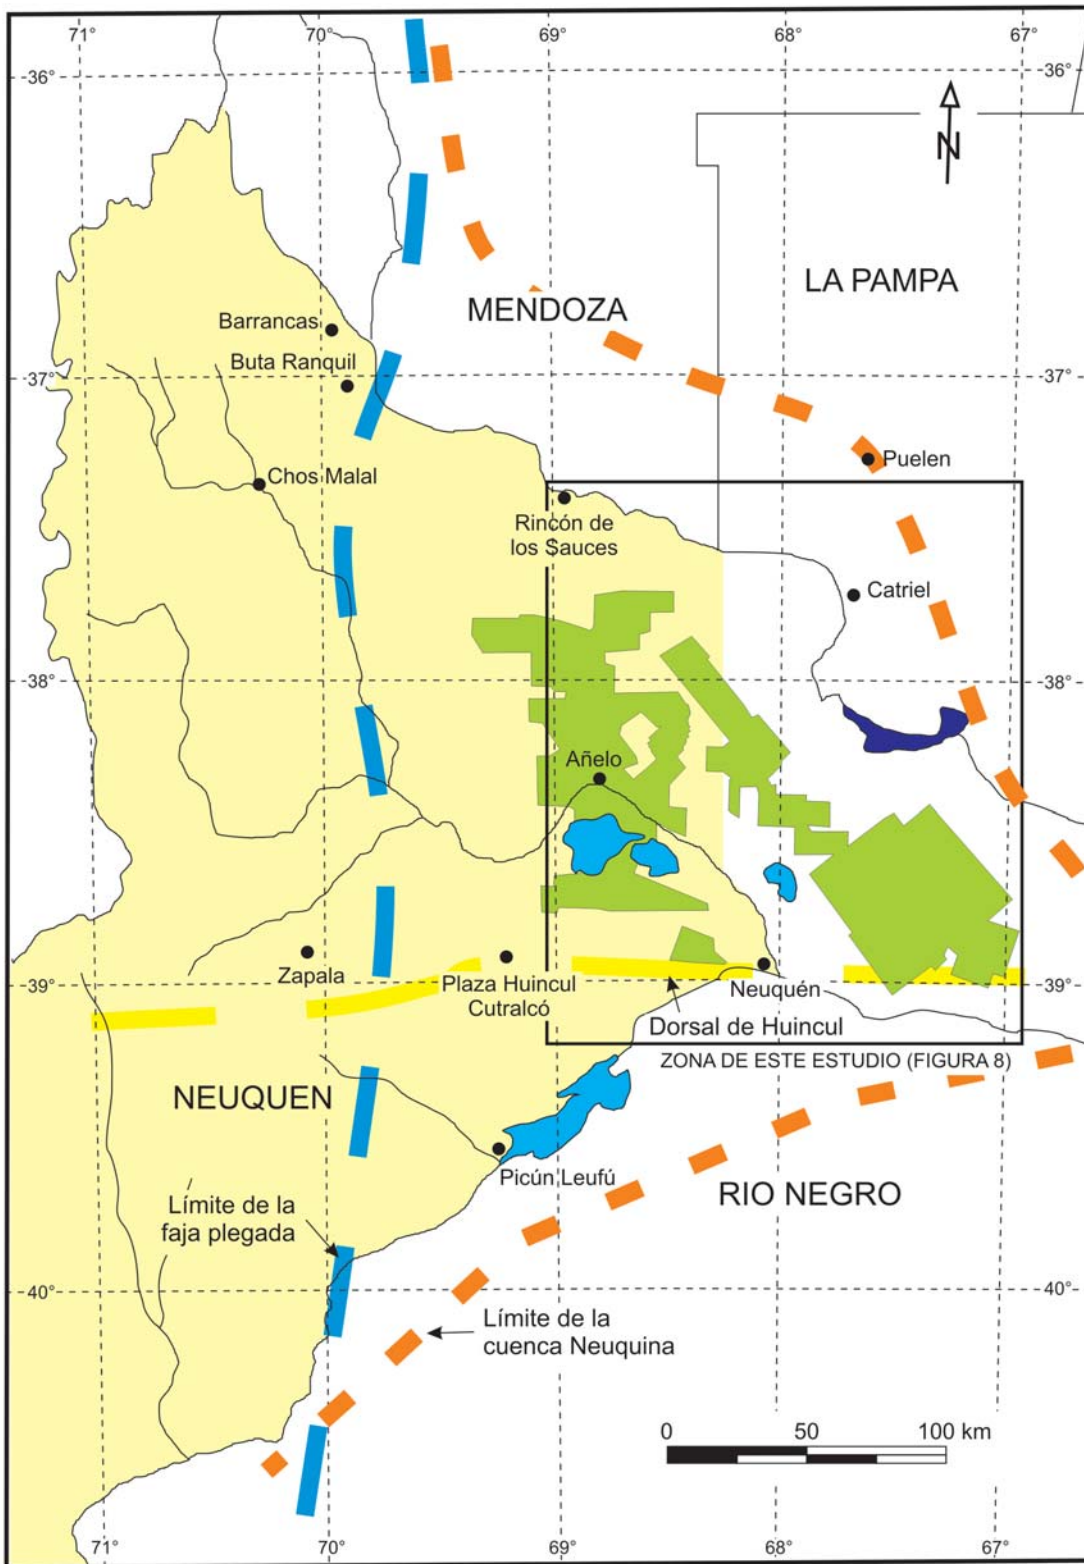 71°
70°
69°
68°
67°
-36°
36°
N
LA PAMPA
MENDOZA
Barrancas
Buta Ranquil
-37°
-37°
Puelen
Chos Malal
Rincón de
los Sauces
Catriel
-38°
-38°
Añelo
Zapala
Plaza Huincul
Cutralcó
Neuquén
-39°
-39°
Dorsal de Huincul
ZONA DE ESTE ESTUDIO (FIGURA 8)
NEUQUEN
Picún Leufú
RIO NEGRO
Límite de la
faja plegada
-40°
-40°
Límite de la
cuenca Neuquina
0 50 100 km
71°
70°
69°
68°
67°